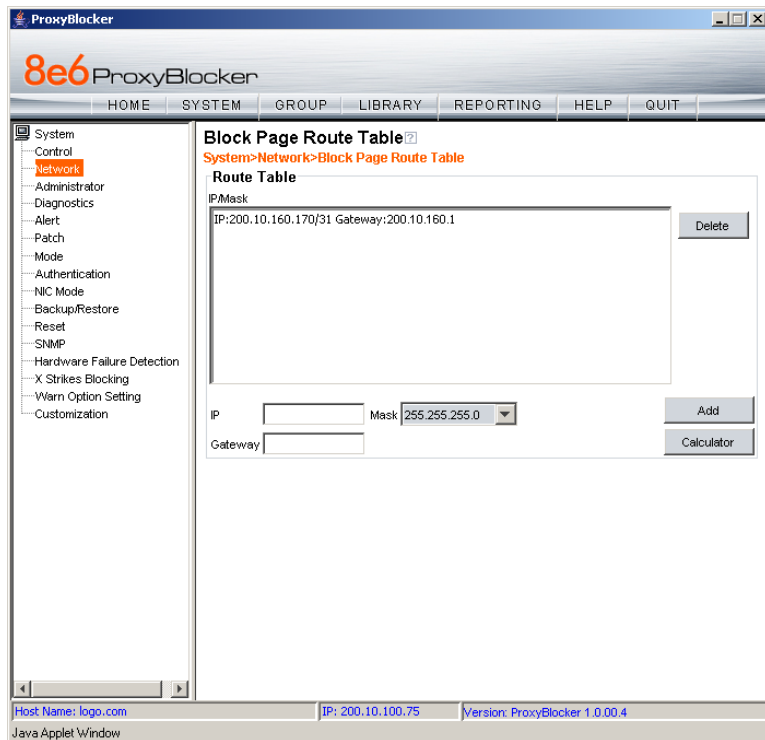 ProxyBlocker
8e6 ProxyBlocker
HOME SYSTEM GROUP LIBRARY REPORTING HELP QUIT
System
Control
Network
Administrator
Diagnostics
Alert
Patch
Mode
Authentication
NIC Mode
Backup/Restore
Reset
SNMP
Hardware Failure Detection
X Strikes Blocking
Warn Option Setting
Customization
Block Page Route Table ?
System>Network>Block Page Route Table
Route Table
IP/Mask
IP:200.10.160.170/31 Gateway:200.10.160.1
Delete
IP Mask 255.255.255.0 Add
Gateway Calculator
Host Name: logo.com IP: 200.10.100.75 Version: ProxyBlocker 1.0.00.4
Java Applet Window